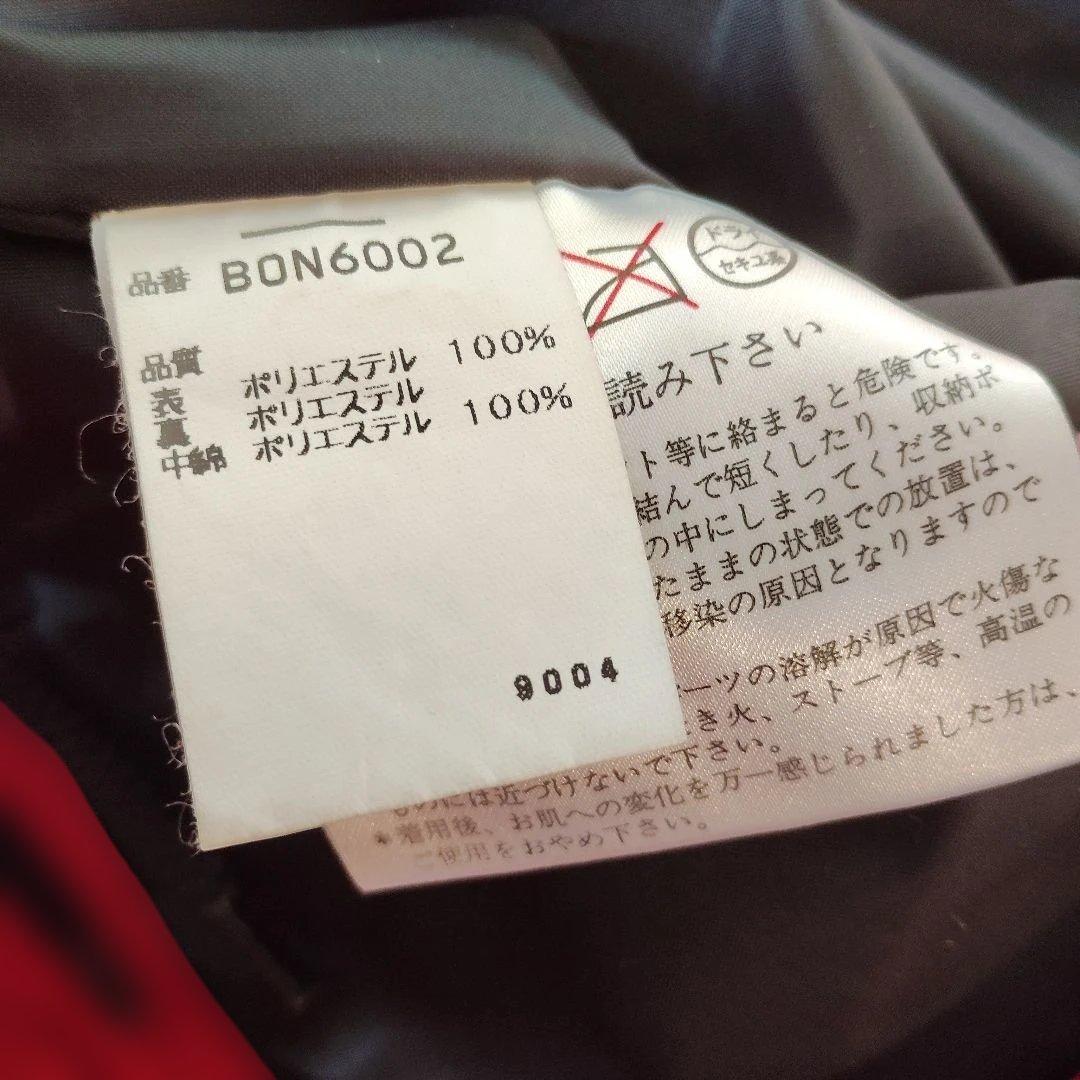 品番 BON6002
品質
表 ポリエステル 100%
裏 ポリエステル
中綿 ポリエステル 100%
9004
ドライ
セキユ系
読み下さい
ト等に絡まると危険です。
結んで短くしたり、収納ポ
の中にしまってください。
たままの状態での放置は、
移染の原因となりますので
ーツの溶解が原因で火傷な
き火、ストーブ等、高温の
ものには近づけないで下さい。
*着用後、お肌への変化を万一感じられました方は、
ご使用をおやめ下さい。